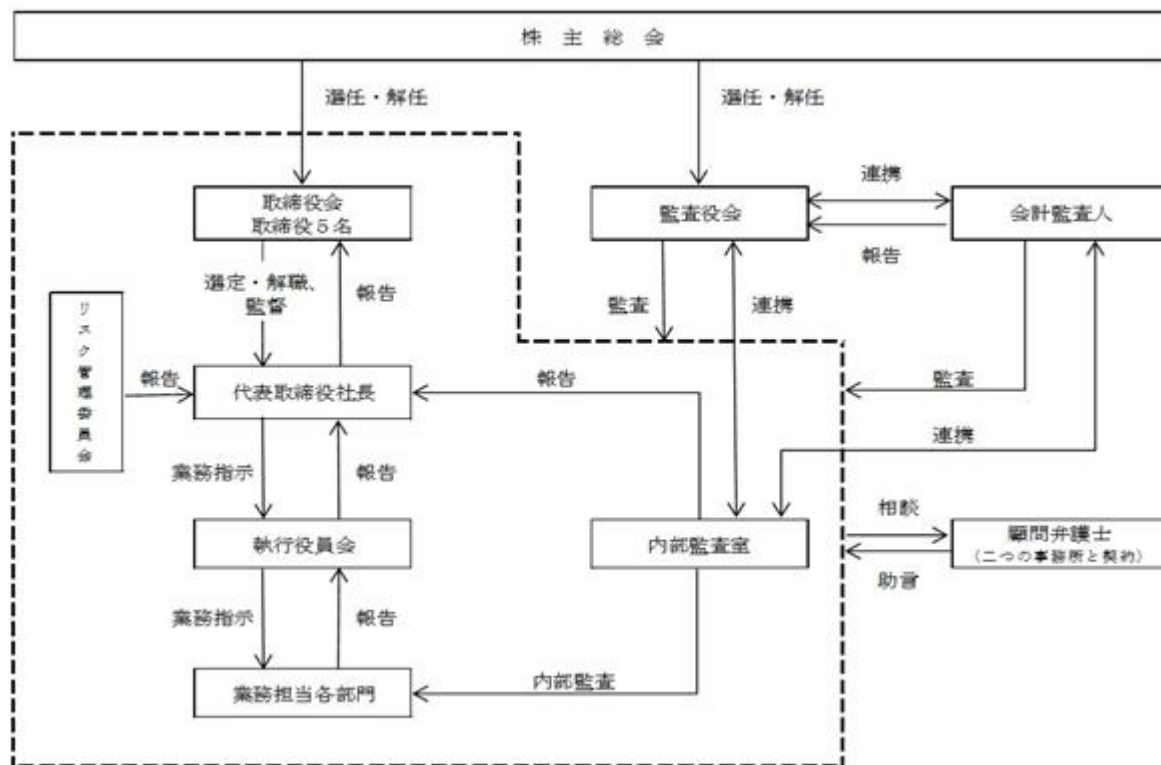 株 主 総 会
選任・解任
選任・解任
取締役会
取締役5名
監査役会
連携
報告
会計監査人
選定・解職、
監督
報告
監査
連携
監査
リスク管理委員会
報告
代表取締役社長
報告
連携
業務指示
報告
執行役員会
内部監査室
相談
助言
顧問弁護士
(二つの事務所と契約)
業務指示
報告
業務担当各部門
内部監査